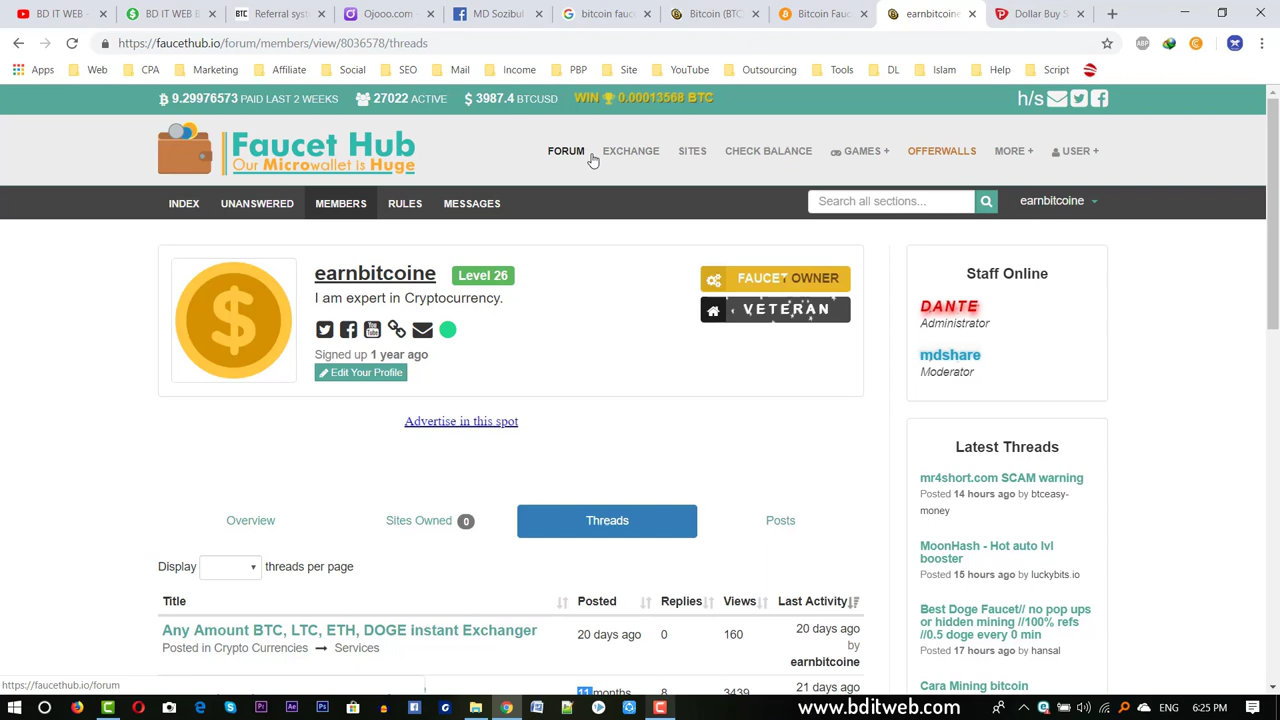 BD IT WEB -
BD IT WEB E
BTC Referral syst
Ojooo.com -
MD Sozibul
bitcoin fauc
Bitcoin (BTC
Bitcoin Fauc
earnbitcoine
Dollar Buy S
https://faucethub.io/forum/members/view/8036578/threads
ABP
Apps Web CPA Marketing Affiliate Social SEO Mail Income PBP Site YouTube Outsourcing Tools DL Islam Help Script
9.29976573 PAID LAST 2 WEEKS 27022 ACTIVE $ 3987.4 BTCUSD WIN 0.00013568 BTC h/s
Faucet Hub
Our Microwallet is Huge
FORUM EXCHANGE SITES CHECK BALANCE GAMES + OFFERWALLS MORE + USER +
INDEX UNANSWERED MEMBERS RULES MESSAGES Search all sections... earnbitcoine
earnbitcoine Level 26
I am expert in Cryptocurrency.
Signed up 1 year ago
Edit Your Profile
FAUCET OWNER
VETERAN
Advertise in this spot
Overview Sites Owned 0 Threads Posts
Display threads per page
Title Posted Replies Views Last Activity
Any Amount BTC, LTC, ETH, DOGE instant Exchanger
Posted in Crypto Currencies → Services
20 days ago 0 160 20 days ago
by
earnbitcoine
11 months 8 3439 21 days ago
Staff Online
DANTE
Administrator
mdshare
Moderator
Latest Threads
mr4short.com SCAM warning
Posted 14 hours ago by btceasy-
money
MoonHash - Hot auto lvl
booster
Posted 15 hours ago by luckybits.io
Best Doge Faucet// no pop ups
or hidden mining //100% refs
//0.5 doge every 0 min
Posted 17 hours ago by hansal
Cara Mining bitcoin
https://faucethub.io/forum
www.bditweb.com
ENG 6:25 PM